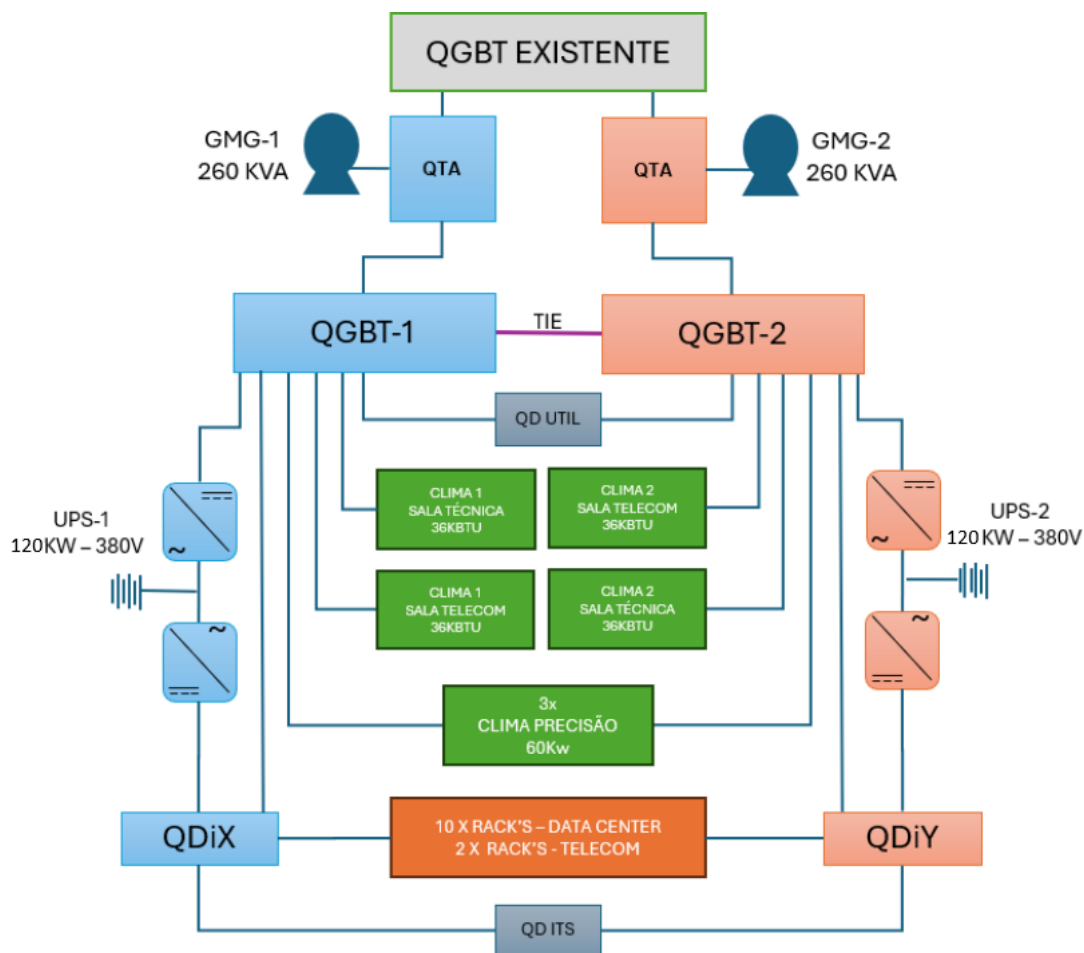 QGBT EXISTENTE
GMG-1
260 KVA
QTA
QTA
GMG-2
260 KVA
QGBT-1
TIE
QGBT-2
QD UTIL
CLIMA 1
SALA TÉCNICA
36KBTU
CLIMA 2
SALA TELECOM
36KBTU
UPS-1
120KW – 380V
~
~
UPS-2
120KW – 380V
CLIMA 1
SALA TELECOM
36KBTU
CLIMA 2
SALA TÉCNICA
36KBTU
~
~
3x
CLIMA PRECISÃO
60Kw
QDiX
10 X RACK'S – DATA CENTER
2 X RACK'S - TELECOM
QDiY
QD ITS